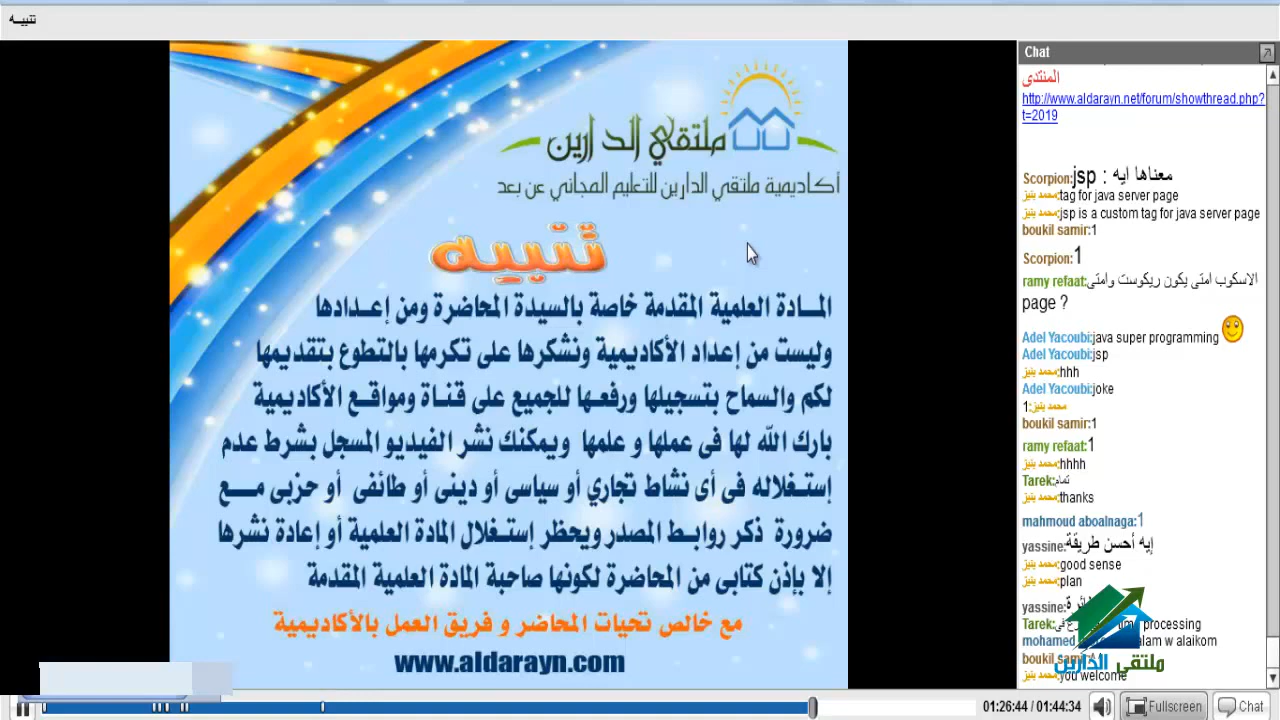 تنبيـه
ملتقى الدارين
أكاديمية ملتقي الدارين للتعليم المجاني عن بعد
تنبيه
المــادة العلمية المقدمة خاصة بالسيدة المحاضرة ومن إعـدادها
وليست من إعداد الأكاديمية ونشكرها على تكرمها بالتطوع بتقديمها
لكم والسماح بتسجيلها ورفعها للجميع على قناة ومواقع الأكاديمية
بارك الله لها فى عملها و علمها ويمكنك نشر الفيديو المسجل بشرط عدم
إستغلاله فى أى نشاط تجاري أو سياسى أو دينى أو طائفى أو حزبى مـــع
ضرورة ذكر روابط المصدر ويحظر إستغلال المادة العلمية أو إعادة نشرها
إلا بإذن كتابى من المحاضرة لكونها صاحبة المادة العلمية المقدمة
مع خالص تحيات المحاضر و فريق العمل بالأكاديمية
www.aldarayn.com
Chat
المنتدى
http://www.aldarayn.net/forum/showthread.php?
t=2019
Scorpion:jsp : معناها ايه
محمد بنيز:tag for java server page
محمد بنيز:jsp is a custom tag for java server page
boukil samir:1
Scorpion:1
ramy refaat:الاسكوب امتى يكون ريكوست وامتى
page ?
Adel Yacoubi:java super programming
Adel Yacoubi:jsp
محمد بنيز:hhh
Adel Yacoubi:joke
محمد بنيز:1
boukil samir:1
ramy refaat:1
محمد بنيز:hhhh
Tarek:تمام
محمد بنيز:thanks
mahmoud aboalnaga:1
yassine:إيه أحسن طريقة
محمد بنيز:good sense
محمد بنيز:plan
yassine:
Tarek: processing
mohamed alam w alaikom
boukil samir:
محمد بنيز:you welcome
ملتقى الدارين
01:26:44 / 01:44:34
Fullscreen
Chat